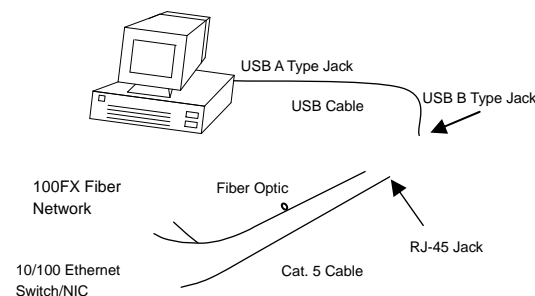 USB A Type Jack
USB Cable
USB B Type Jack
100FX Fiber
Network
Fiber Optic
RJ-45 Jack
10/100 Ethernet
Switch/NIC
Cat. 5 Cable